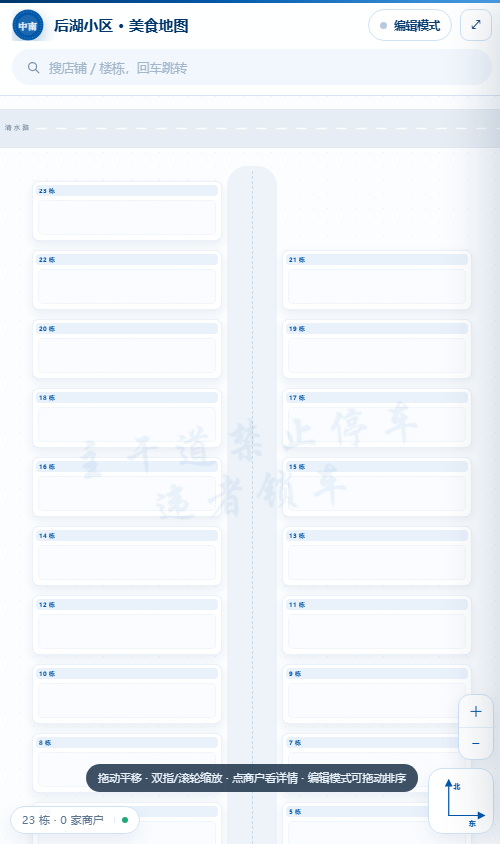 中南
后湖小区·美食地图
编辑模式
搜店铺 / 楼栋，回车跳转
清水路
23 栋
22 栋
21 栋
20 栋
19 栋
18 栋
17 栋
主干道禁止停车
违者锁车
16 栋
15 栋
14 栋
13 栋
12 栋
11 栋
10 栋
9 栋
8 栋
7 栋
拖动平移 · 双指/滚轮缩放 · 点商户看详情 · 编辑模式可拖动排序
5 栋
23 栋 · 0 家商户
北
东